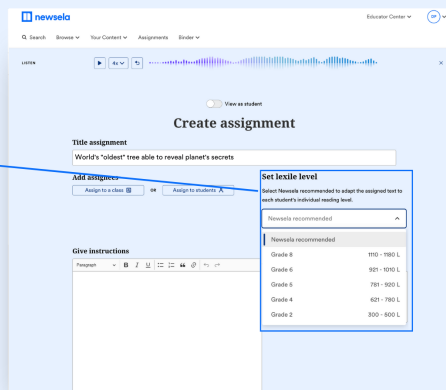 newsela
Educator Center
Search Browse Your Content Assignments Binder
LISTEN 4x
View as student
Create assignment
Title assignment
World's "oldest" tree able to reveal planet's secrets
Add assignees
Assign to a class OR Assign to students
Set lexile level
Select Newsela recommended to adapt the assigned text to
each student's individual reading level.
Newsela recommended
Newsela recommended
Grade 8 1110 - 1180 L
Grade 6 921 - 1010 L
Grade 5 781 - 920 L
Grade 4 621 - 780 L
Grade 2 300 - 500 L
Give instructions
Paragraph B I U